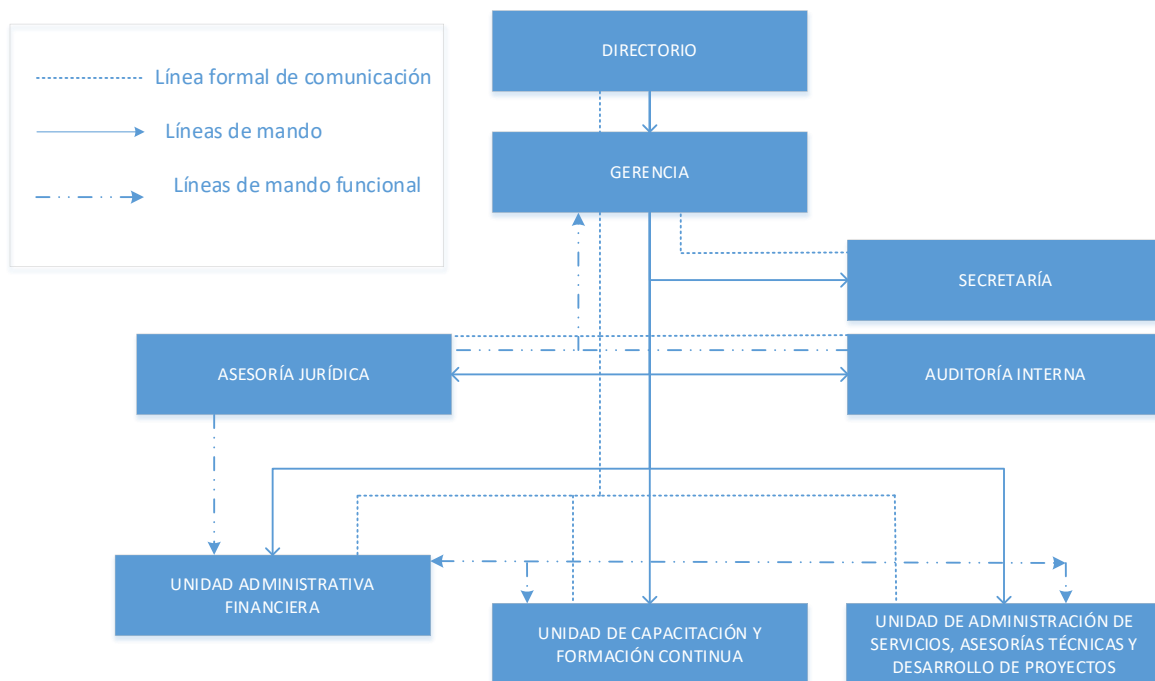 Línea formal de comunicación
Líneas de mando
Líneas de mando funcional
DIRECTORIO
GERENCIA
SECRETARÍA
ASESORÍA JURÍDICA
AUDITORÍA INTERNA
UNIDAD ADMINISTRATIVA
FINANCIERA
UNIDAD DE CAPACITACIÓN Y
FORMACIÓN CONTINUA
UNIDAD DE ADMINISTRACIÓN DE
SERVICIOS, ASESORÍAS TÉCNICAS Y
DESARROLLO DE PROYECTOS